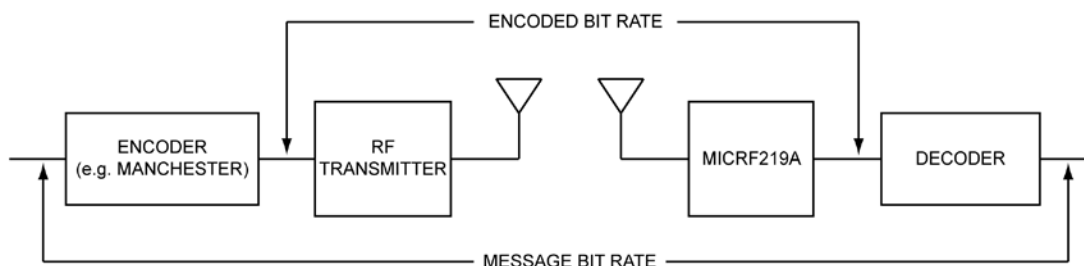 ENCODED BIT RATE
ENCODER
(e.g. MANCHESTER)
RF
TRANSMITTER
MICRF219A
DECODER
MESSAGE BIT RATE